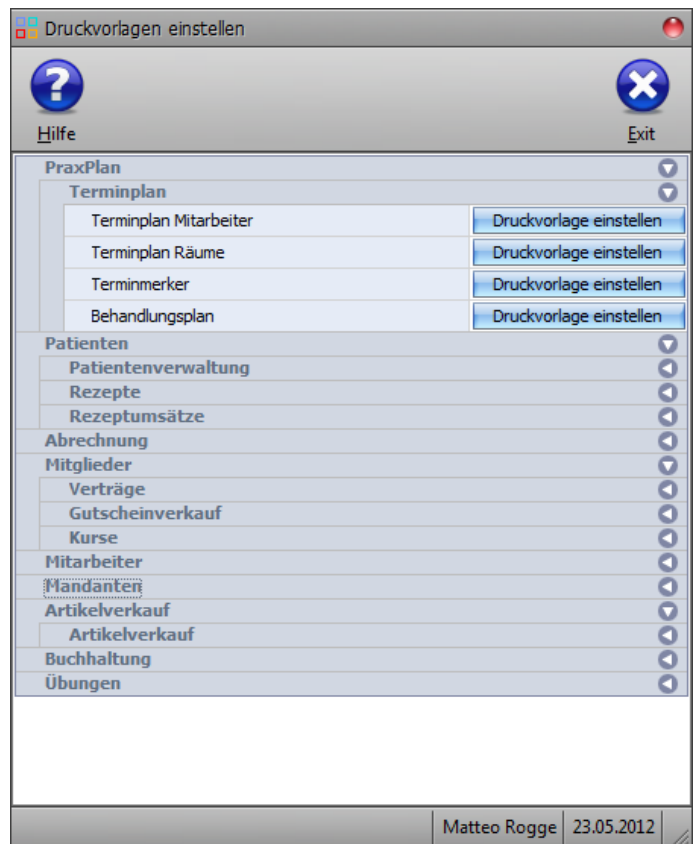 Druckvorlagen einstellen
Hilfe
Exit
PraxPlan
Terminplan
Terminplan Mitarbeiter Druckvorlage einstellen
Terminplan Räume Druckvorlage einstellen
Terminmerker Druckvorlage einstellen
Behandlungsplan Druckvorlage einstellen
Patienten
Patientenverwaltung
Rezepte
Rezeptumsätze
Abrechnung
Mitglieder
Verträge
Gutscheinverkauf
Kurse
Mitarbeiter
Mandanten
Artikelverkauf
Artikelverkauf
Buchhaltung
Übungen
Matteo Rogge 23.05.2012